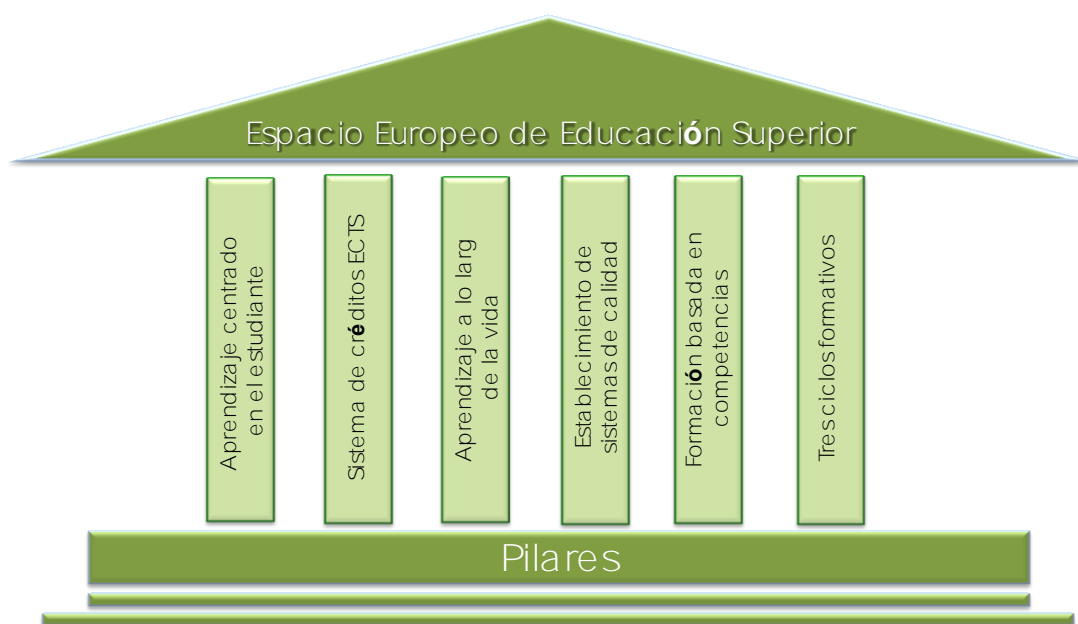 Espacio Europeo de Educación Superior
Aprendizaje centrado
en el estudiante
Sistema de créditos ECTS
Aprendizaje a lo larg
de la vida
Establecimiento de
sistemas de calidad
Formación basada en
competencias
Tres ciclos formativos
Pilares